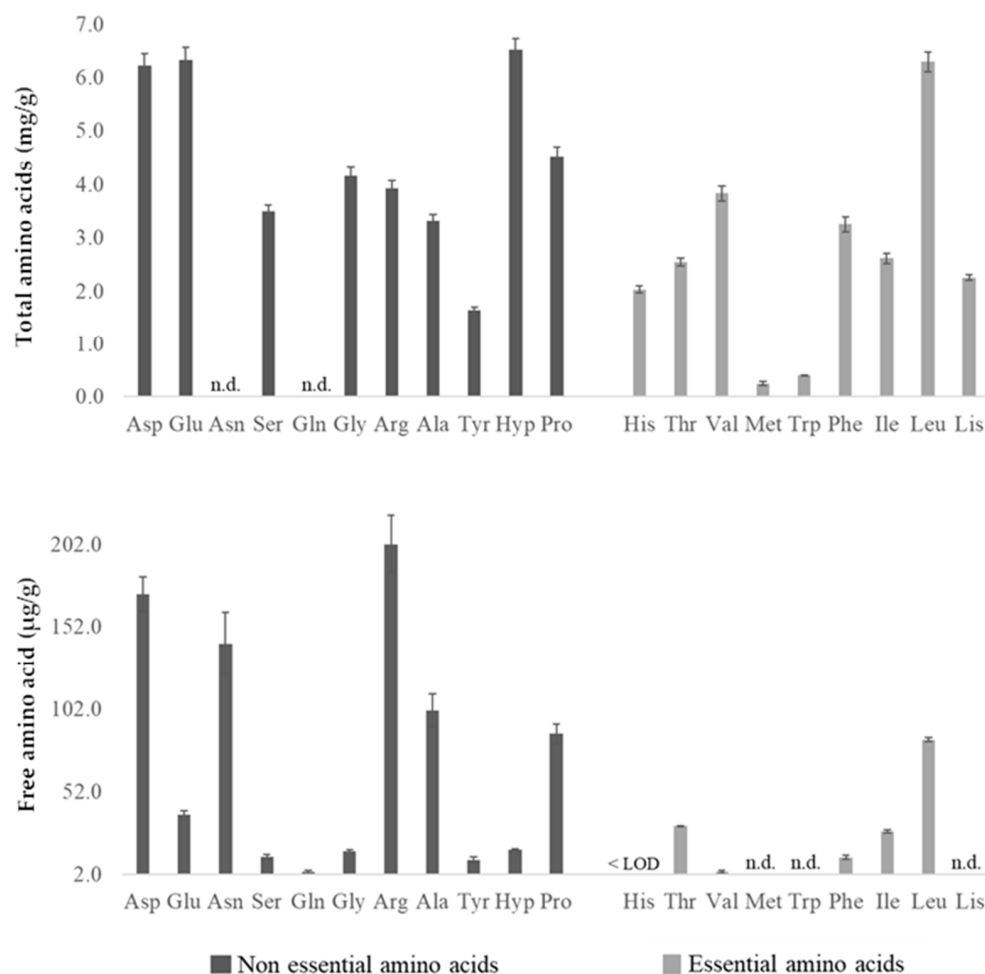 Total amino acids (mg/g)
7.0
6.0
5.0
4.0
3.0
2.0
1.0
0.0
n.d.
n.d.
Asp Glu Asn Ser Gln Gly Arg Ala Tyr Hyp Pro
His Thr Val Met Trp Phe Ile Leu Lis
Free amino acid (µg/g)
202.0
152.0
102.0
52.0
2.0
< LOD
n.d.
n.d.
n.d.
Asp Glu Asn Ser Gln Gly Arg Ala Tyr Hyp Pro
His Thr Val Met Trp Phe Ile Leu Lis
Non essential amino acids
Essential amino acids